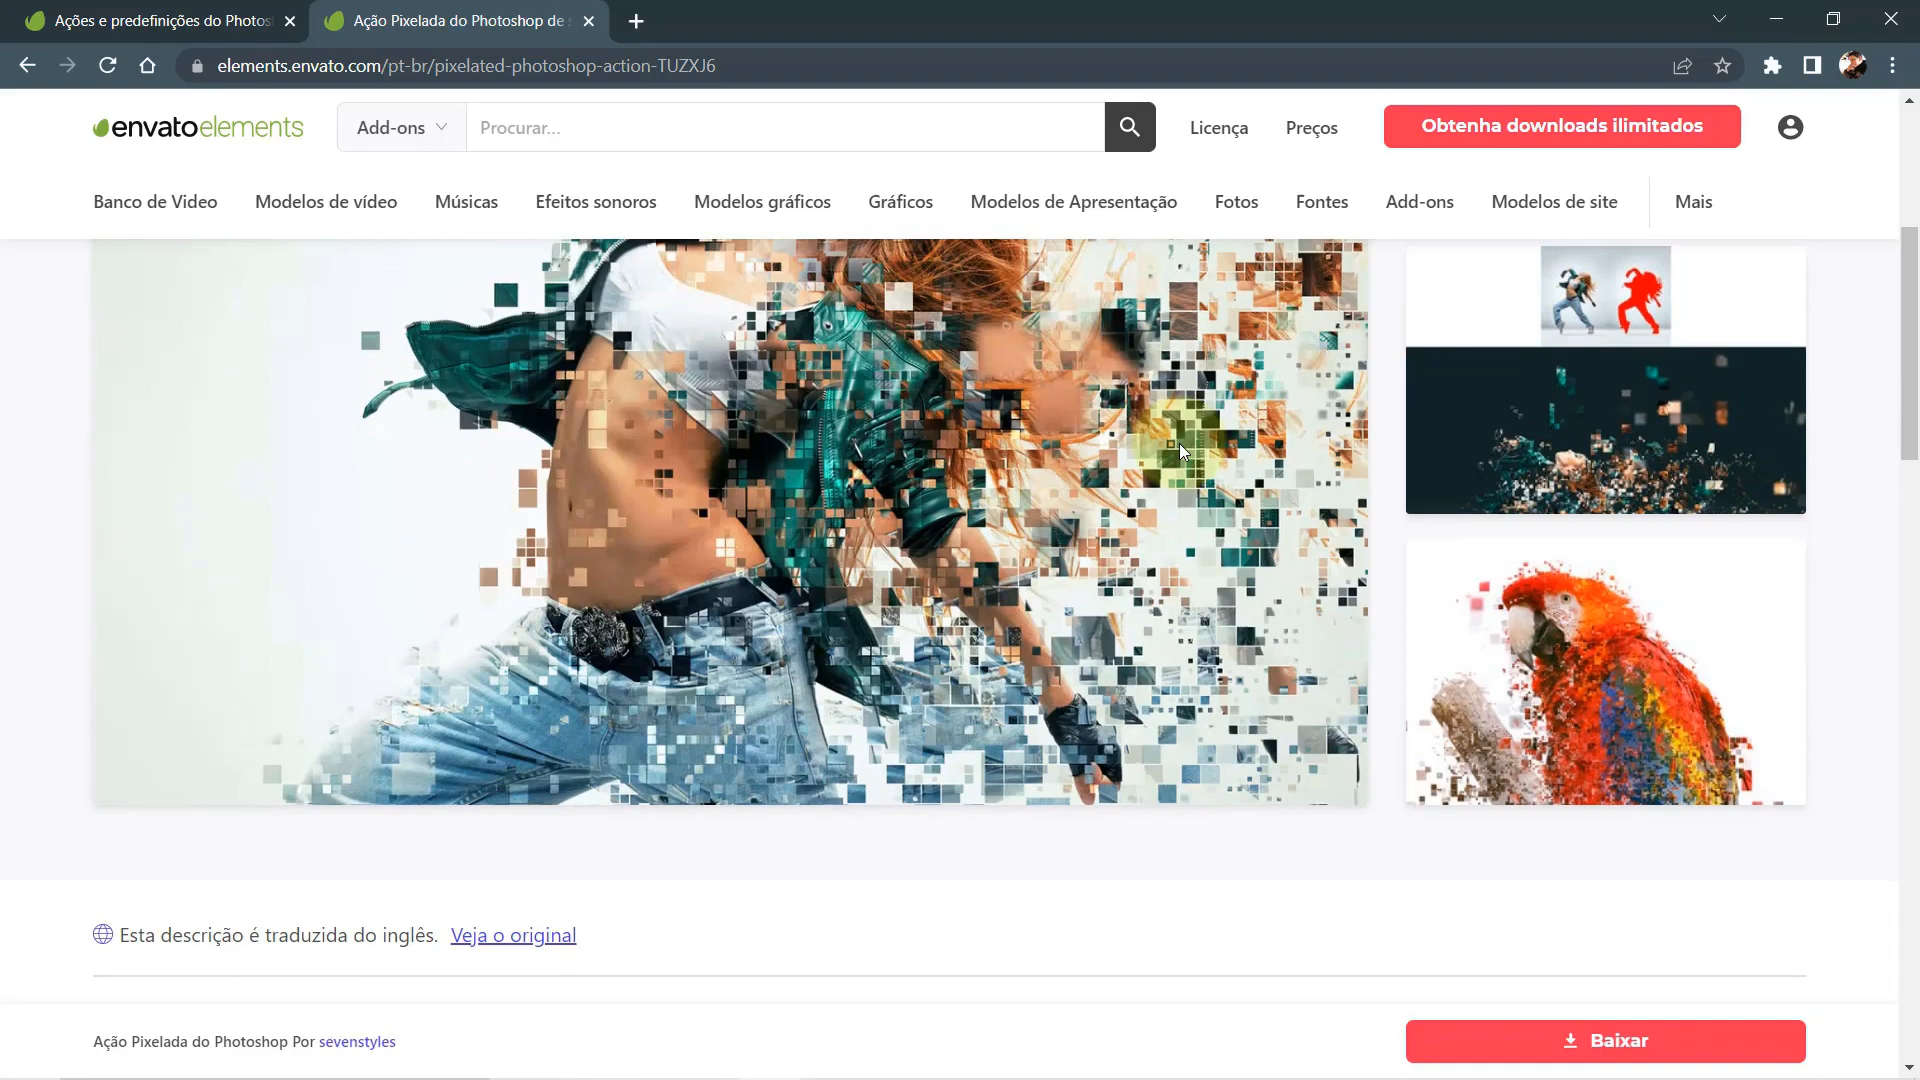 Ações e predefinições do Photos
Ação Pixelada do Photoshop de s
elements.envato.com/pt-br/pixelated-photoshop-action-TUZXJ6
envatoelements
Add-ons
Procurar...
Licença
Preços
Obtenha downloads ilimitados
Banco de Video
Modelos de vídeo
Músicas
Efeitos sonoros
Modelos gráficos
Gráficos
Modelos de Apresentação
Fotos
Fontes
Add-ons
Modelos de site
Mais
Esta descrição é traduzida do inglês. Veja o original
Ação Pixelada do Photoshop Por sevenstyles
Baixar